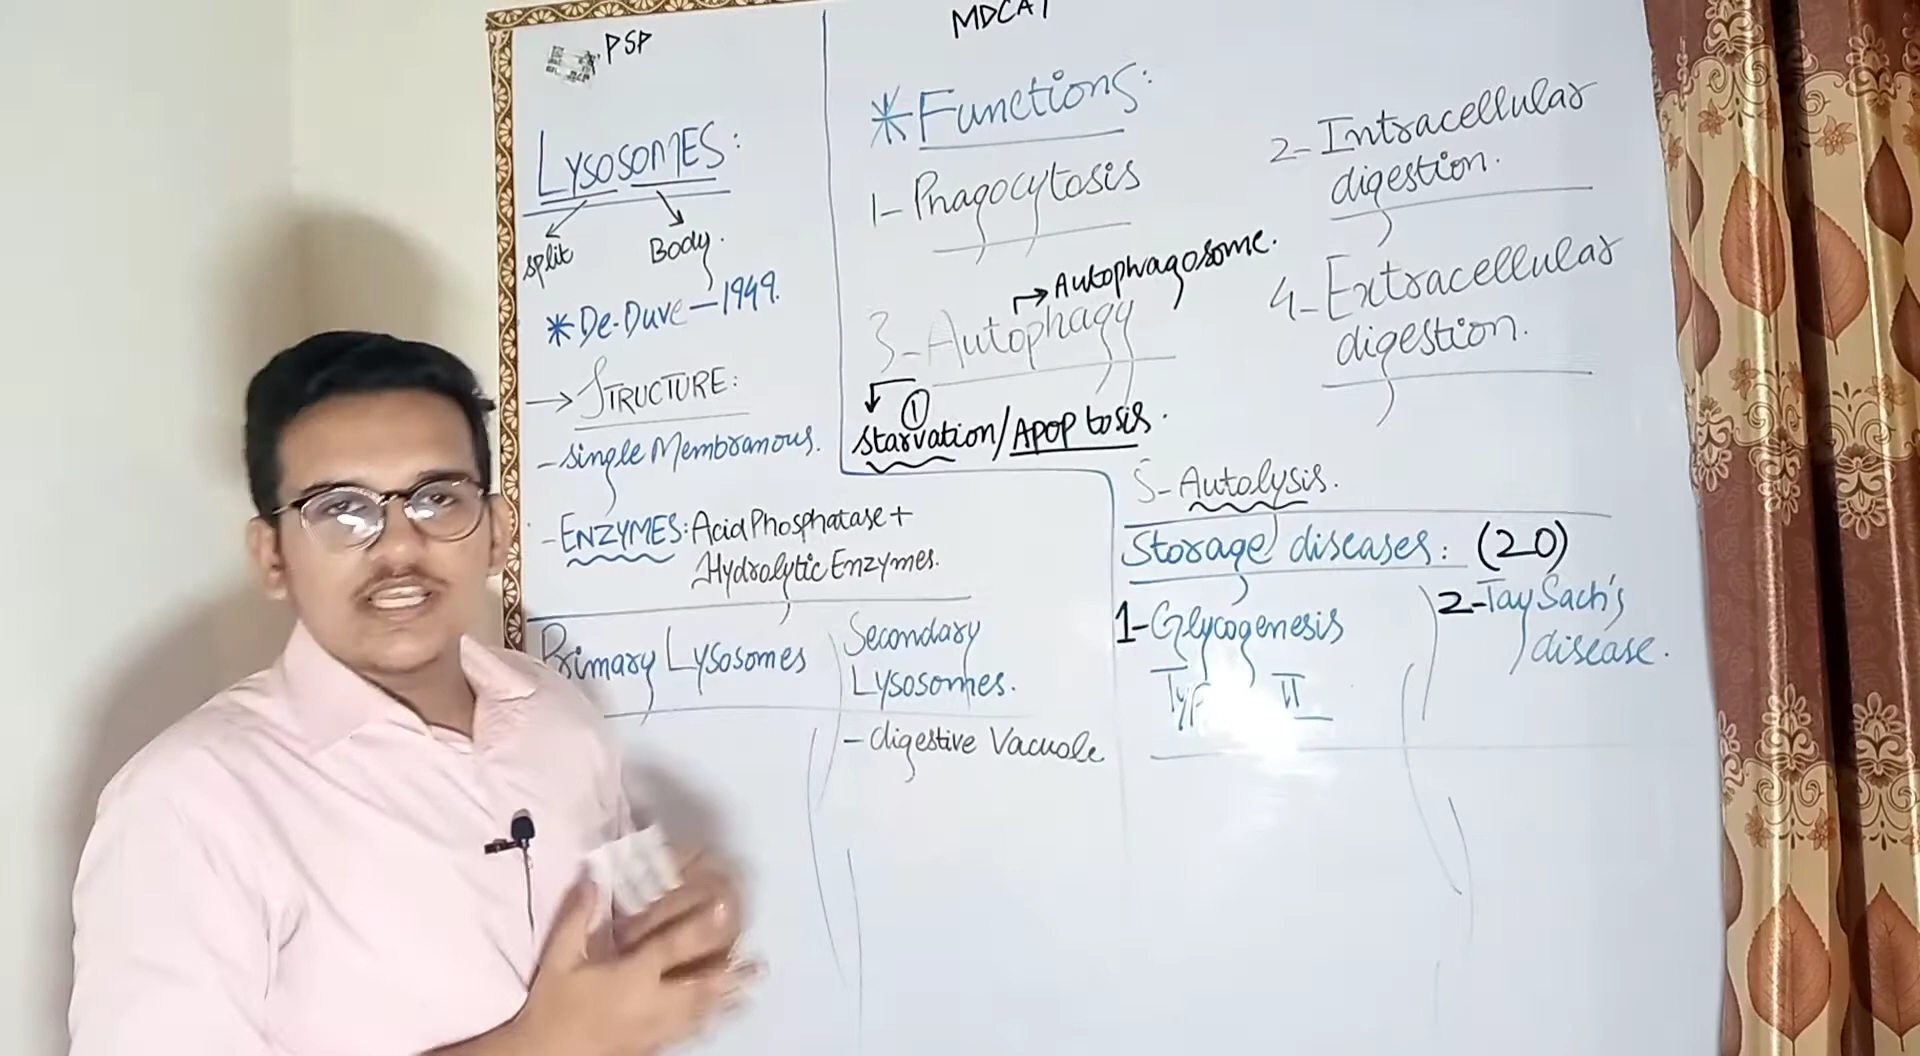 PSP
MDCAT
LYSOSOMES:
split
Body.
* De-Duve - 1949.
→ STRUCTURE:
- Single Membranous.
- ENZYMES: Acid Phosphatase +
Hydrolytic Enzymes.
Primary Lysosomes
Secondary
Lysosomes.
- digestive Vacuole
* Functions:
1- Phagocytosis
2- Intracellular
digestion.
3- Autophagy
→ Autophagosome.
①
starvation/Apoptosis.
4- Extracellular
digestion.
5- Autolysis.
Storage diseases: (20)
1- Glycogenesis
II
2- Tay Sach's
disease.